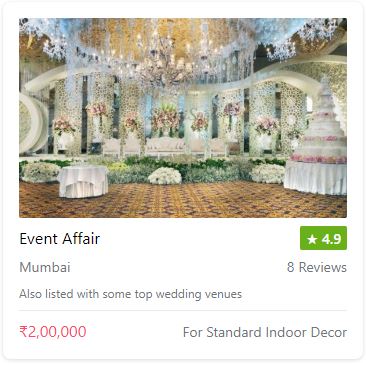 Event Affair
★ 4.9
Mumbai
8 Reviews
Also listed with some top wedding venues
₹2,00,000
For Standard Indoor Decor